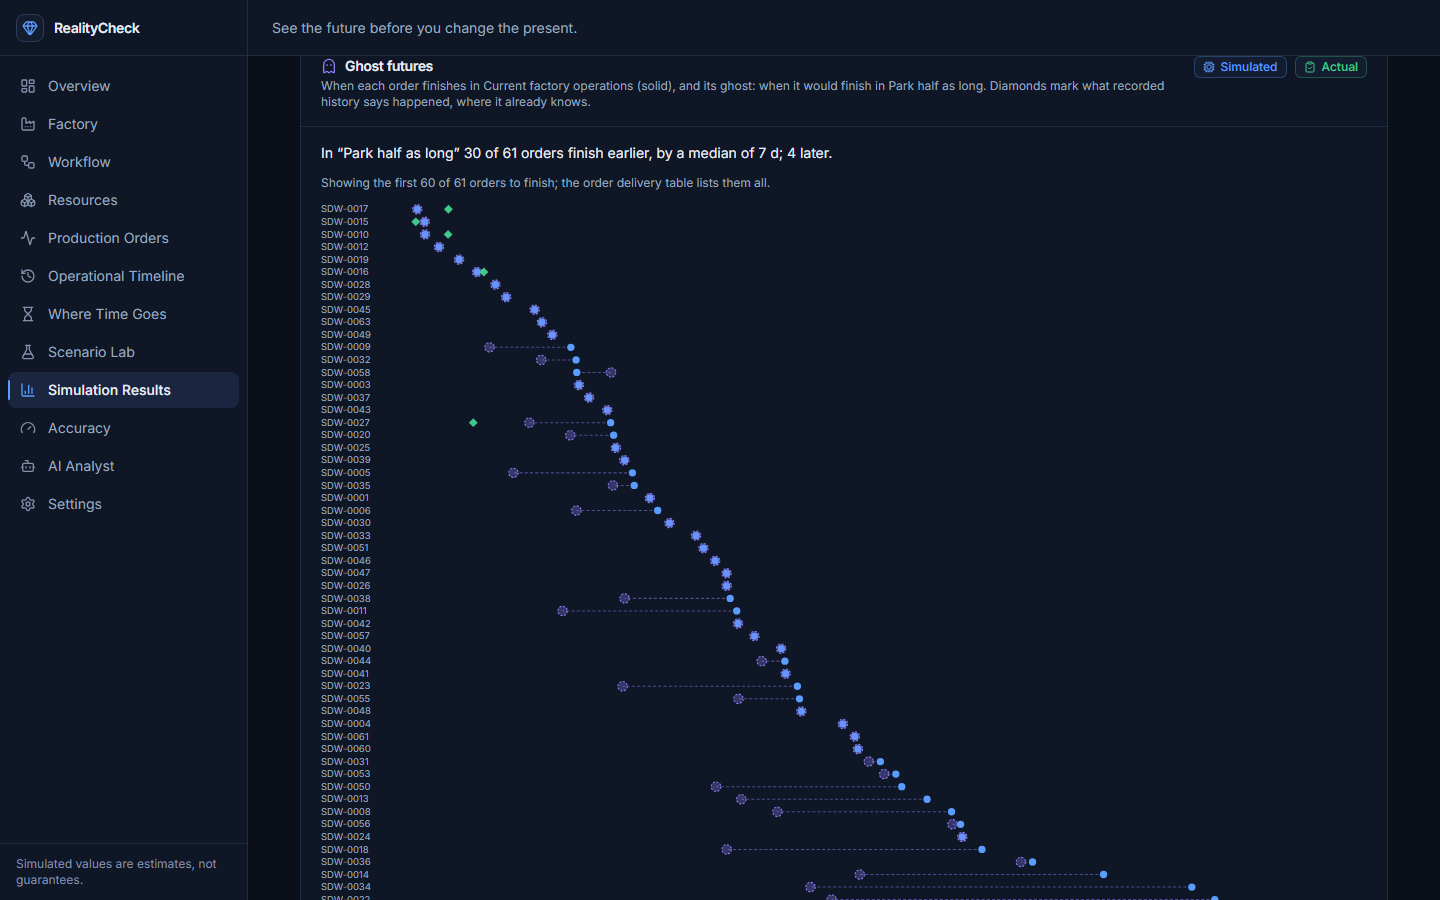 RealityCheck
See the future before you change the present.
Overview
Factory
Workflow
Resources
Production Orders
Operational Timeline
Where Time Goes
Scenario Lab
Simulation Results
Accuracy
AI Analyst
Settings
Simulated values are estimates, not
guarantees.
Ghost futures
Simulated
Actual
When each order finishes in Current factory operations (solid), and its ghost: when it would finish in Park half as long. Diamonds mark what recorded
history says happened, where it already knows.
In “Park half as long” 30 of 61 orders finish earlier, by a median of 7 d; 4 later.
Showing the first 60 of 61 orders to finish; the order delivery table lists them all.
SDW-0017
SDW-0015
SDW-0010
SDW-0012
SDW-0019
SDW-0016
SDW-0028
SDW-0029
SDW-0045
SDW-0063
SDW-0049
SDW-0009
SDW-0032
SDW-0058
SDW-0003
SDW-0037
SDW-0043
SDW-0027
SDW-0020
SDW-0025
SDW-0039
SDW-0005
SDW-0035
SDW-0001
SDW-0006
SDW-0030
SDW-0033
SDW-0051
SDW-0046
SDW-0047
SDW-0026
SDW-0038
SDW-0011
SDW-0042
SDW-0057
SDW-0040
SDW-0044
SDW-0041
SDW-0023
SDW-0055
SDW-0048
SDW-0004
SDW-0061
SDW-0060
SDW-0031
SDW-0053
SDW-0050
SDW-0013
SDW-0008
SDW-0056
SDW-0024
SDW-0018
SDW-0036
SDW-0014
SDW-0034
SDW-0022